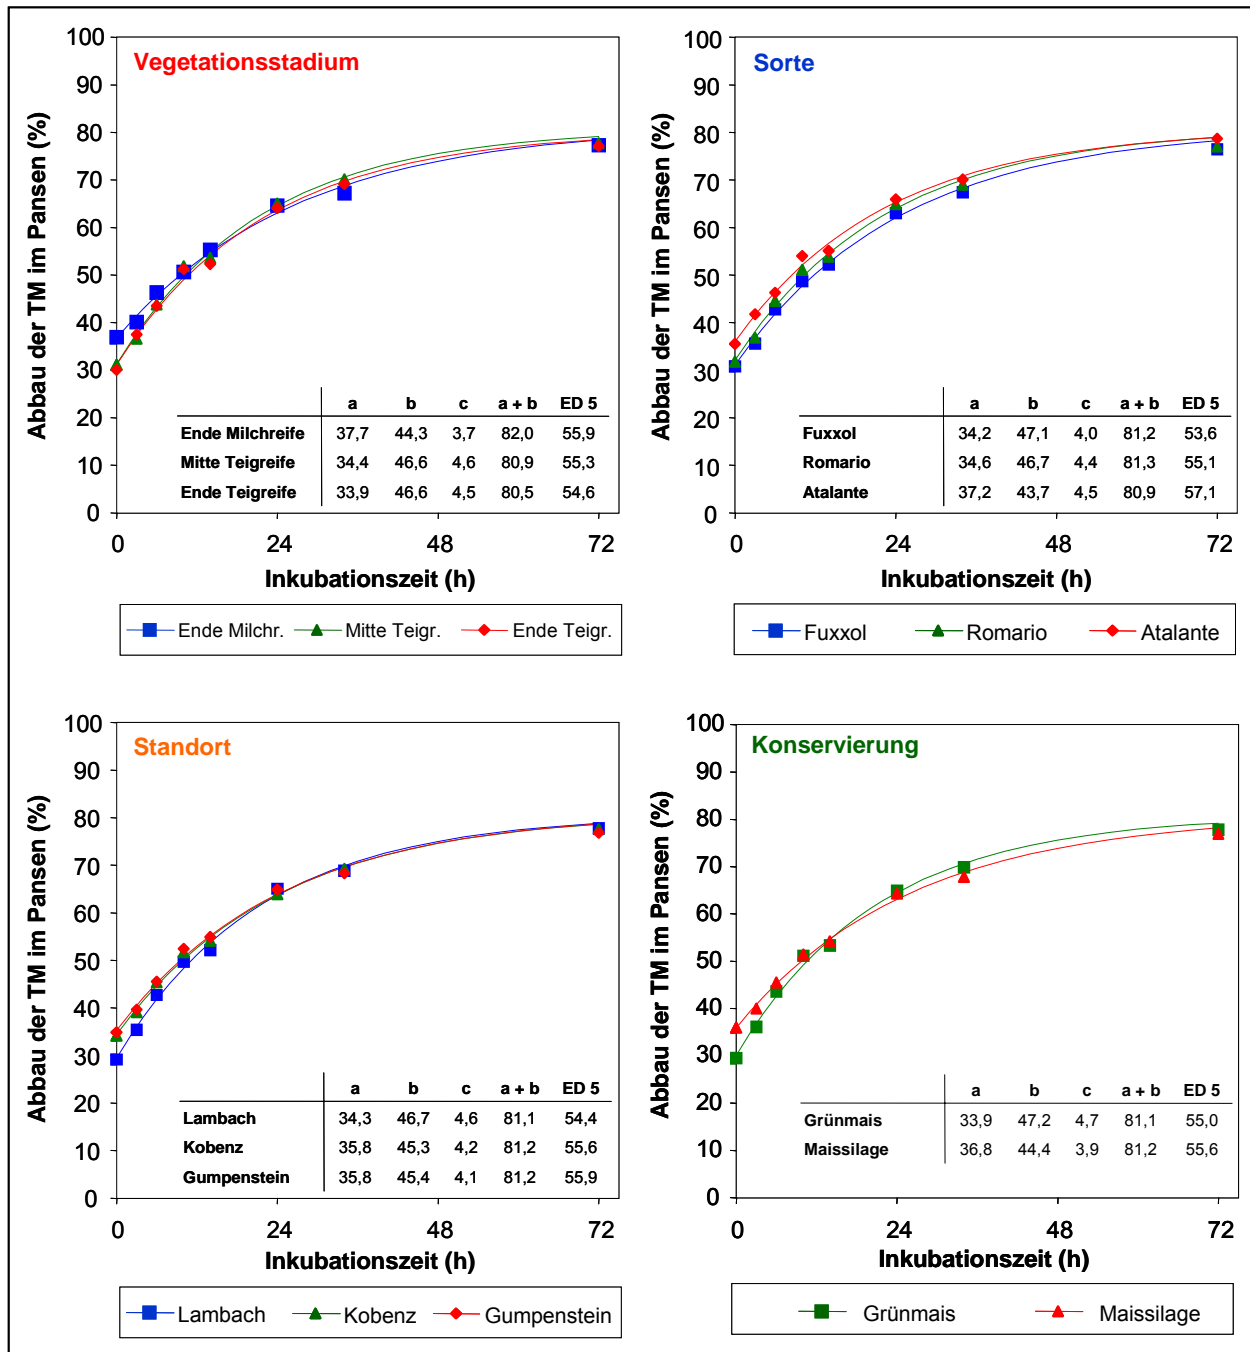 Vegetationsstadium
Abbau der TM im Pansen (%)
100
90
80
70
60
50
40
30
20
10
0
a b c a + b ED 5
Ende Milchreife 37,7 44,3 3,7 82,0 55,9
Mitte Teigreife 34,4 46,6 4,6 80,9 55,3
Ende Teigreife 33,9 46,6 4,5 80,5 54,6
0 24 48 72
Inkubationszeit (h)
Ende Milchr. Mitte Teigr. Ende Teigr.
Sorte
Abbau der TM im Pansen (%)
100
90
80
70
60
50
40
30
20
10
0
a b c a + b ED 5
Fuxxol 34,2 47,1 4,0 81,2 53,6
Romario 34,6 46,7 4,4 81,3 55,1
Atalante 37,2 43,7 4,5 80,9 57,1
0 24 48 72
Inkubationszeit (h)
Fuxxol Romario Atalante
Standort
Abbau der TM im Pansen (%)
100
90
80
70
60
50
40
30
20
10
0
a b c a + b ED 5
Lambach 34,3 46,7 4,6 81,1 54,4
Kobenz 35,8 45,3 4,2 81,2 55,6
Gumpenstein 35,8 45,4 4,1 81,2 55,9
0 24 48 72
Inkubationszeit (h)
Lambach Kobenz Gumpenstein
Konservierung
Abbau der TM im Pansen (%)
100
90
80
70
60
50
40
30
20
10
0
a b c a + b ED 5
Grünmais 33,9 47,2 4,7 81,1 55,0
Maissilage 36,8 44,4 3,9 81,2 55,6
0 24 48 72
Inkubationszeit (h)
Grünmais Maissilage